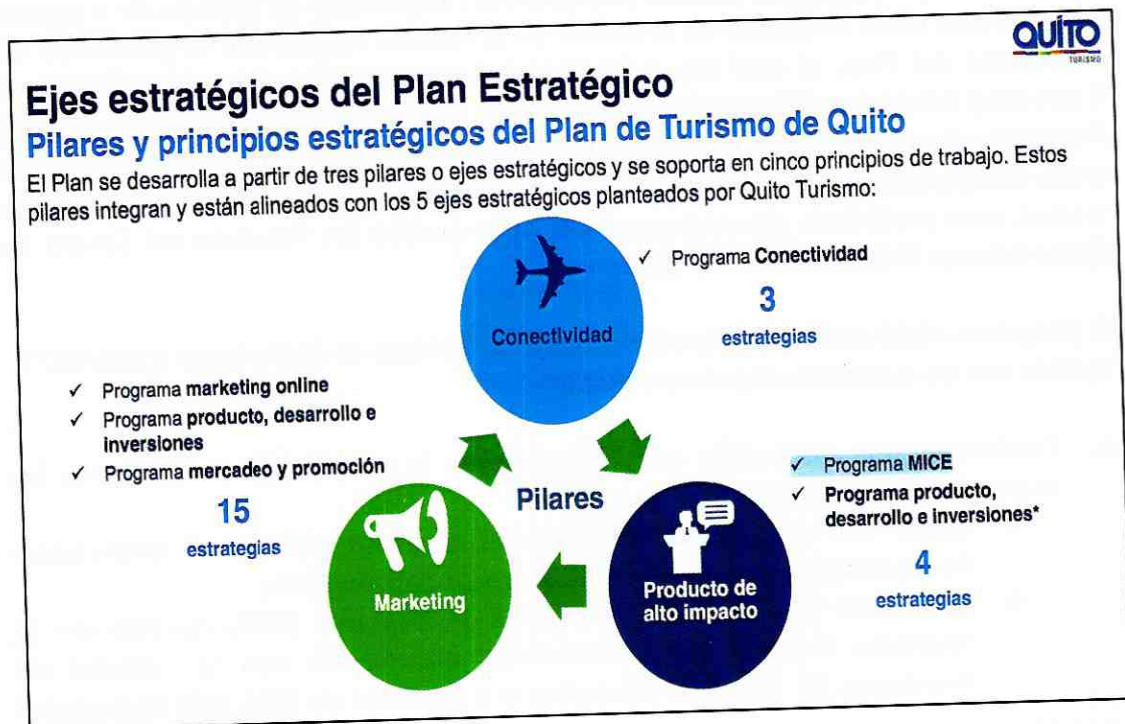 QUITO
TURISMO
Ejes estratégicos del Plan Estratégico
Pilares y principios estratégicos del Plan de Turismo de Quito
El Plan se desarrolla a partir de tres pilares o ejes estratégicos y se soporta en cinco principios de trabajo. Estos
pilares integran y están alineados con los 5 ejes estratégicos planteados por Quito Turismo:
✓ Programa Conectividad
3
estrategias
Conectividad
✓ Programa marketing online
✓ Programa producto, desarrollo e
inversiones
✓ Programa mercadeo y promoción
15
estrategias
Pilares
✓ Programa MICE
✓ Programa producto,
desarrollo e inversiones*
4
estrategias
Marketing
Producto de
alto impacto